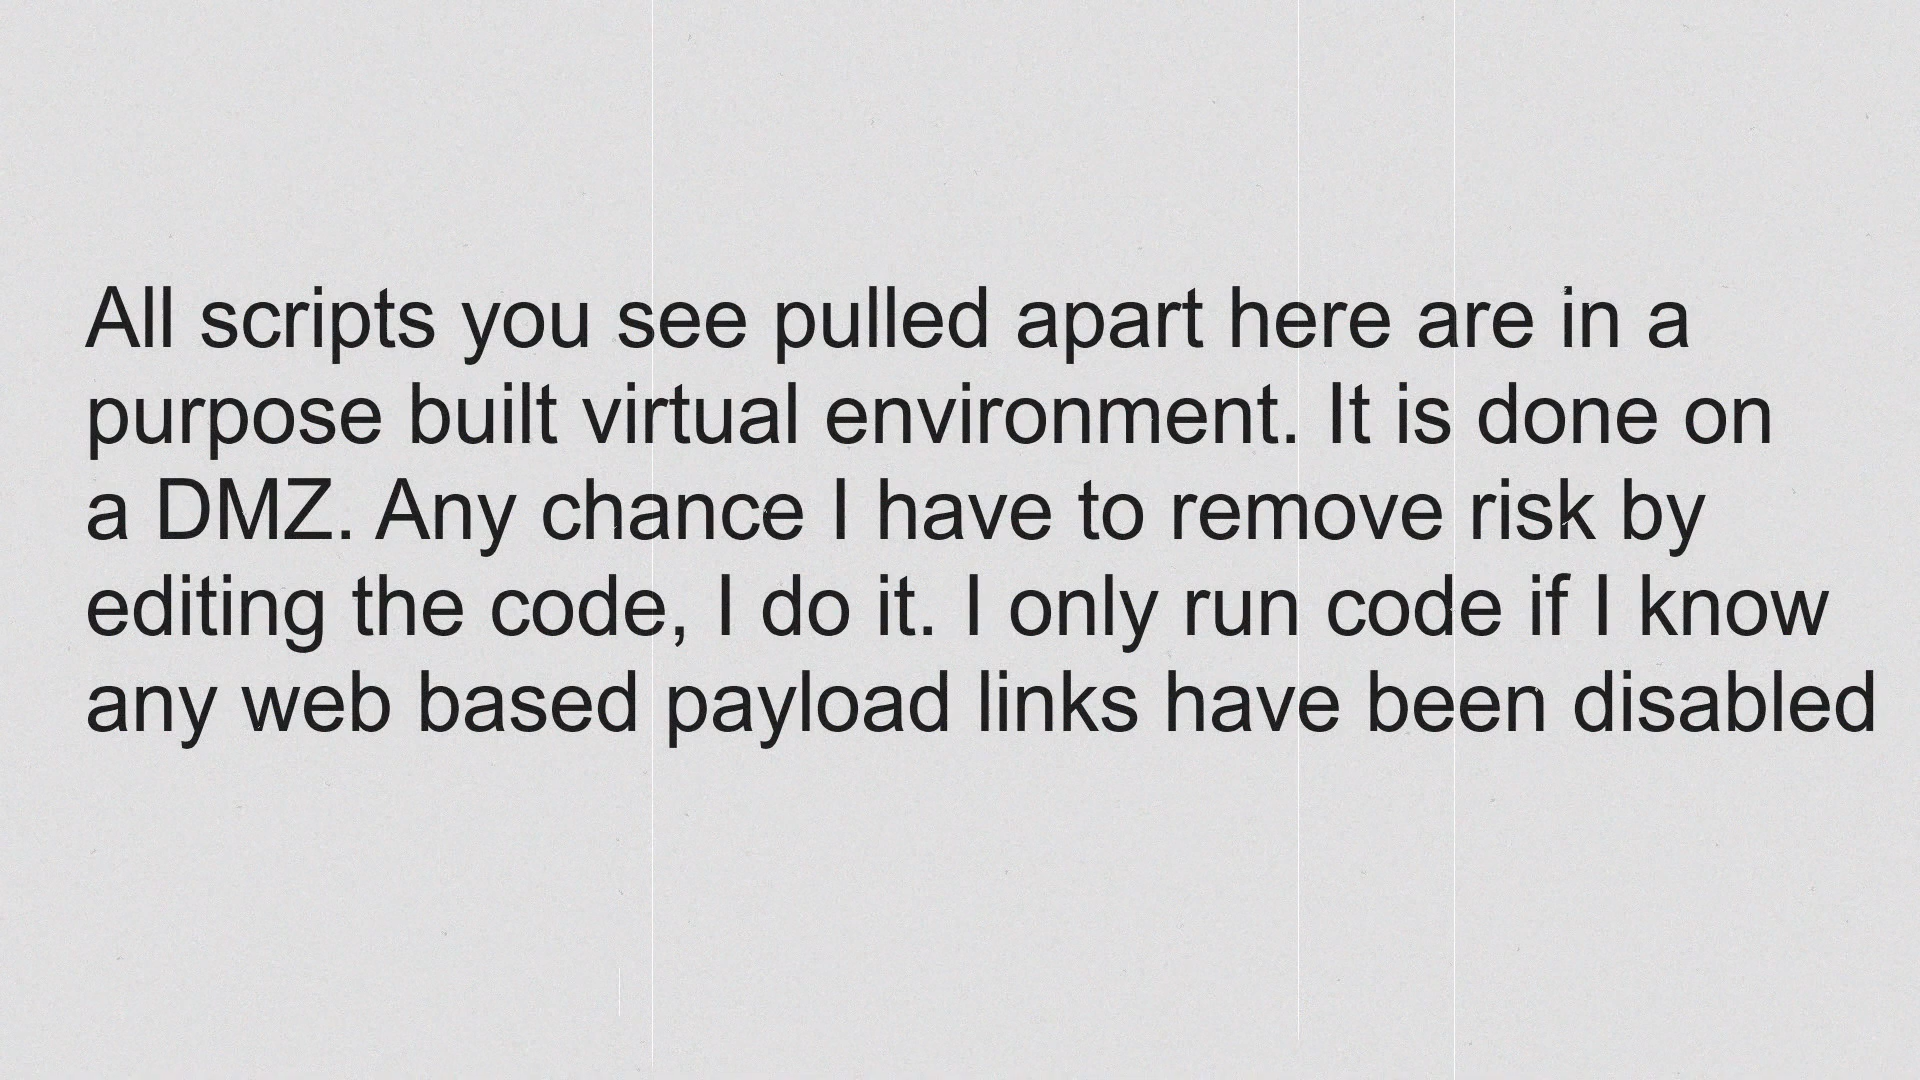 All scripts you see pulled apart here are in a
purpose built virtual environment. It is done on
a DMZ. Any chance I have to remove risk by
editing the code, I do it. I only run code if I know
any web based payload links have been disabled